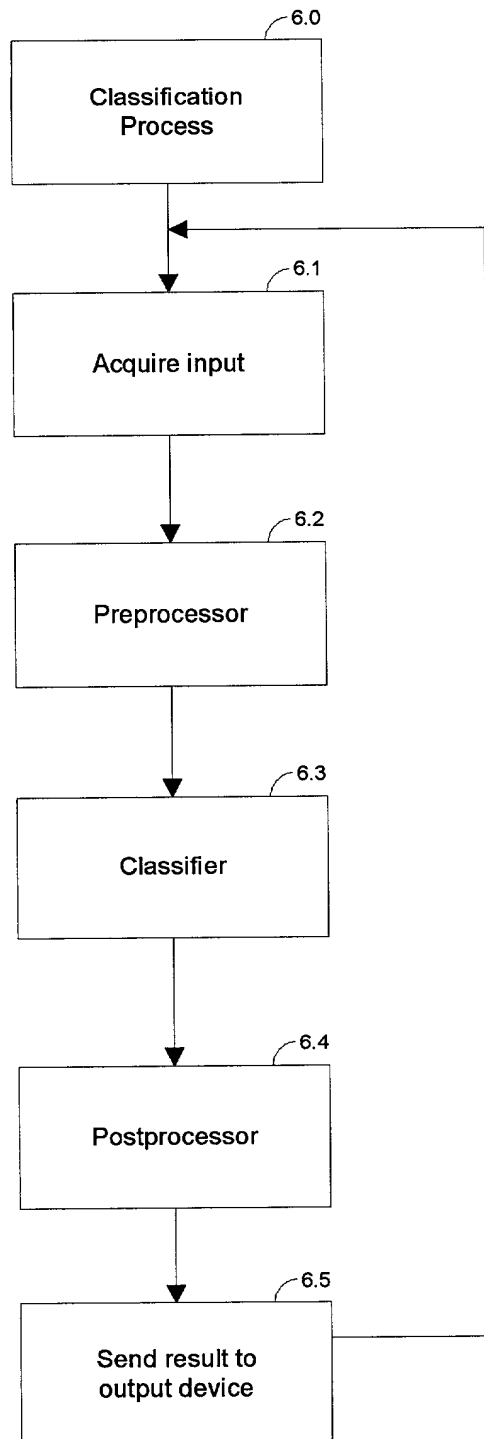 6.0
Classification
Process
6.1
Acquire input
6.2
Preprocessor
6.3
Classifier
6.4
Postprocessor
6.5
Send result to
output device